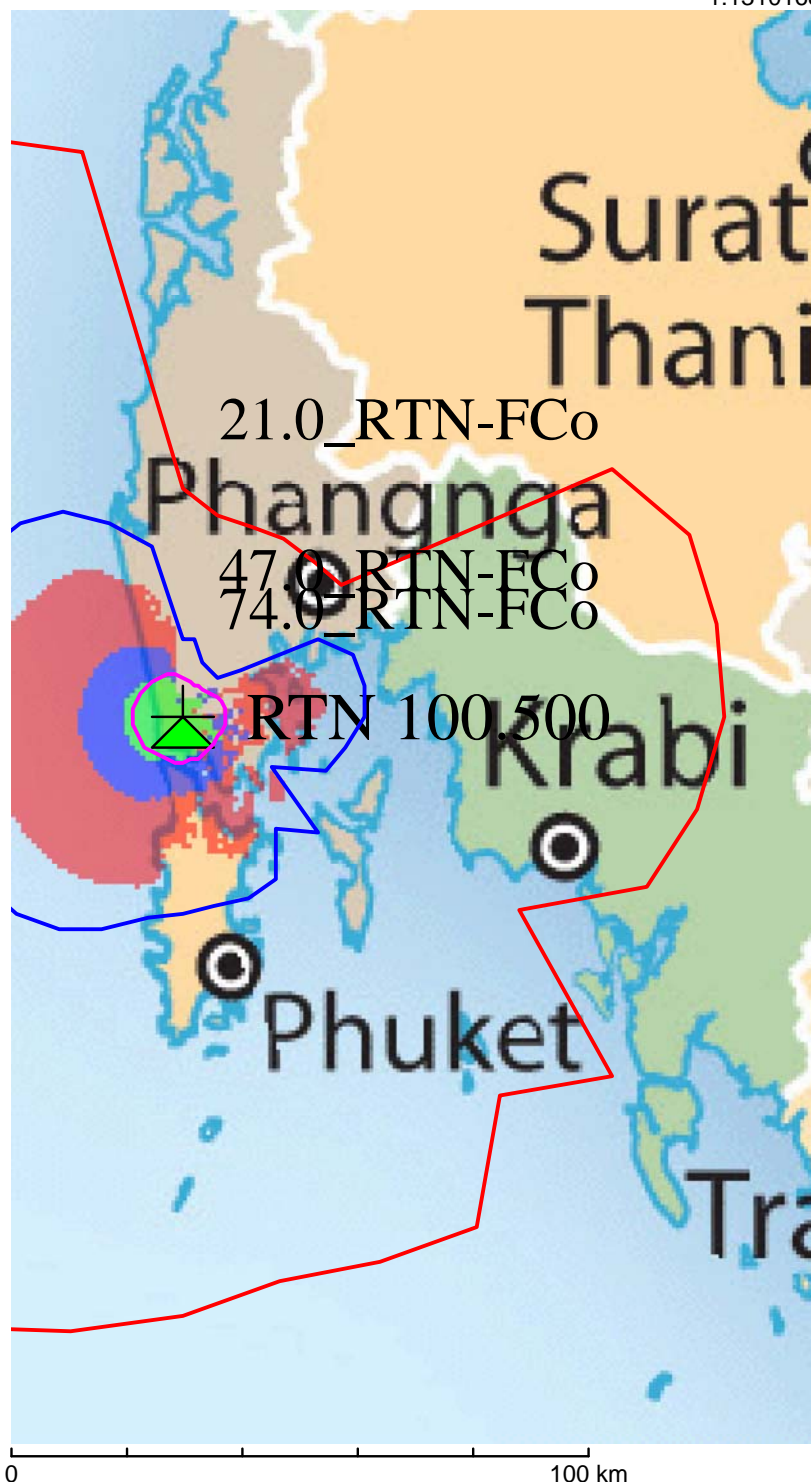 Surat
Thani
21.0_RTN-FCo
Phangnga
47.0_RTN-FCo
74.0_RTN-FCo
RTN 100.500
Krabi
Phuket
Tra
0
100 km